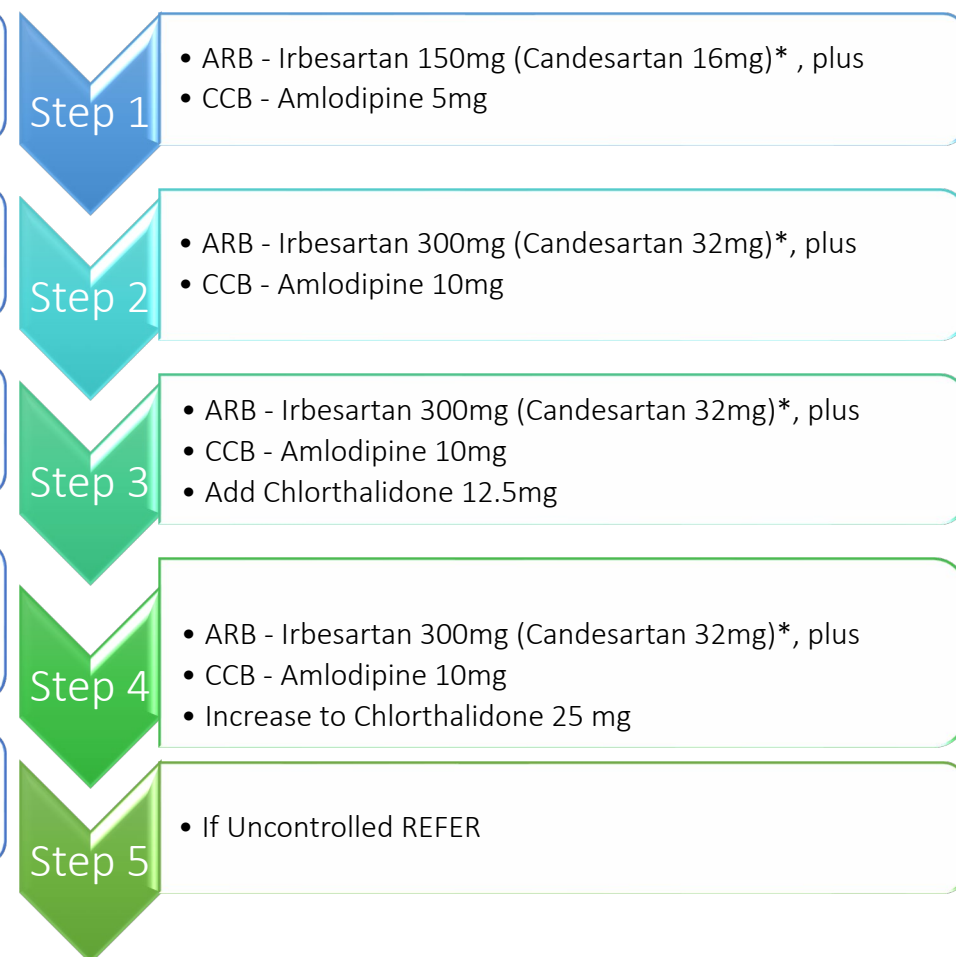 Step 1
• ARB - Irbesartan 150mg (Candesartan 16mg)* , plus
• CCB - Amlodipine 5mg
Step 2
• ARB - Irbesartan 300mg (Candesartan 32mg)*, plus
• CCB - Amlodipine 10mg
Step 3
• ARB - Irbesartan 300mg (Candesartan 32mg)*, plus
• CCB - Amlodipine 10mg
• Add Chlorthalidone 12.5mg
Step 4
• ARB - Irbesartan 300mg (Candesartan 32mg)*, plus
• CCB - Amlodipine 10mg
• Increase to Chlorthalidone 25 mg
Step 5
• If Uncontrolled REFER